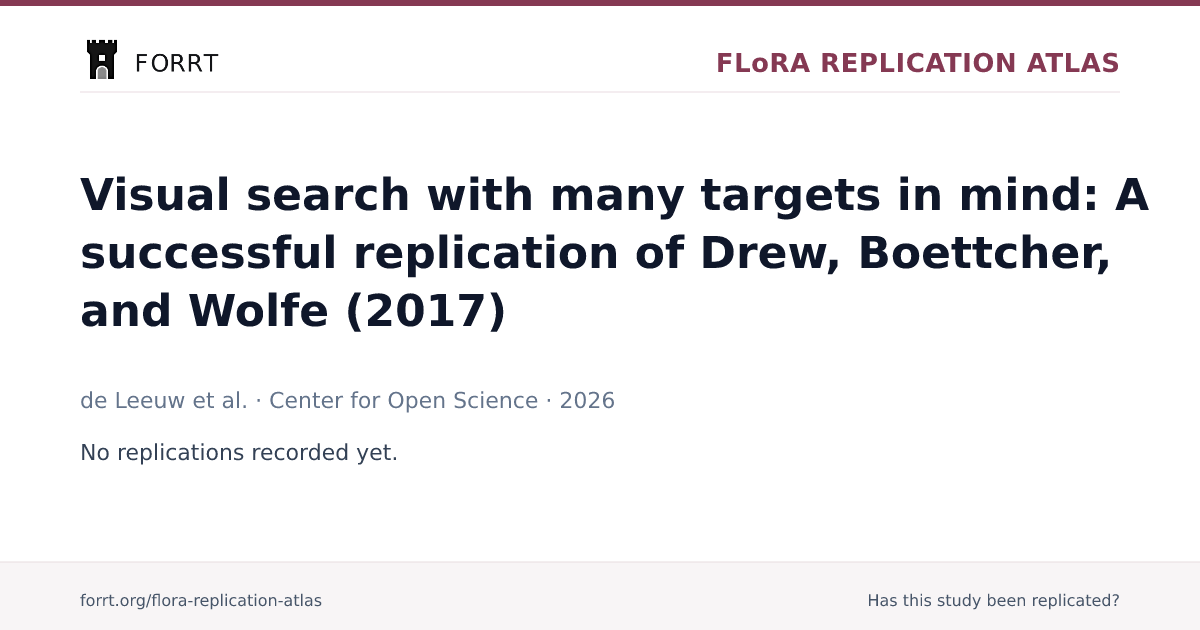 FORRT
FLoRA REPLICATION ATLAS
Visual search with many targets in mind: A
successful replication of Drew, Boettcher,
and Wolfe (2017)
de Leeuw et al. · Center for Open Science · 2026
No replications recorded yet.
forrt.org/flora-replication-atlas
Has this study been replicated?